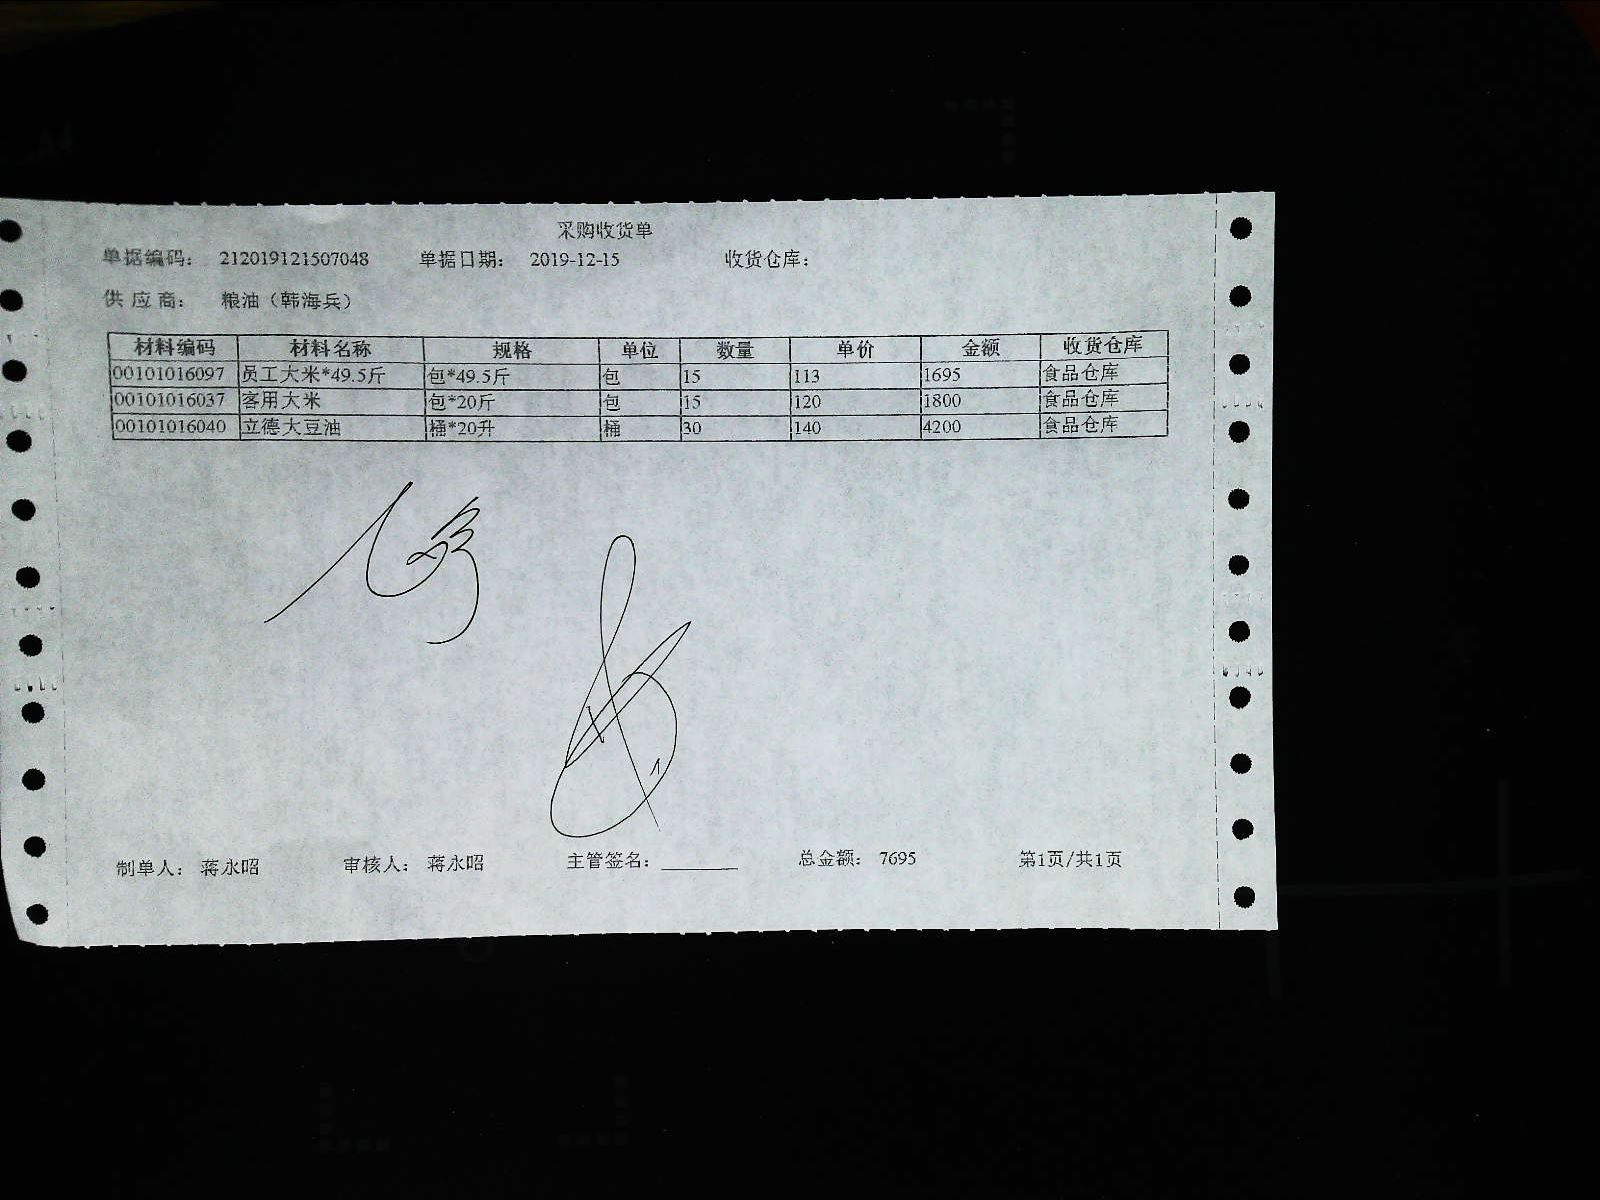 采购收货单
单据编码： 212019121507048 单据日期： 2019-12-15 收货仓库：
供应商： 粮油（韩海兵）
材料编码 材料名称 规格 单位 数量 单价 金额 收货仓库
00101016097 员工大米*49.5斤 包*49.5斤 包 15 113 1695 食品仓库
00101016037 客用大米 包*20斤 包 15 120 1800 食品仓库
00101016040 立德大豆油 桶*20升 桶 30 140 4200 食品仓库
制单人： 蒋永昭 审核人： 蒋永昭 主管签名： 总金额： 7695 第1页/共1页